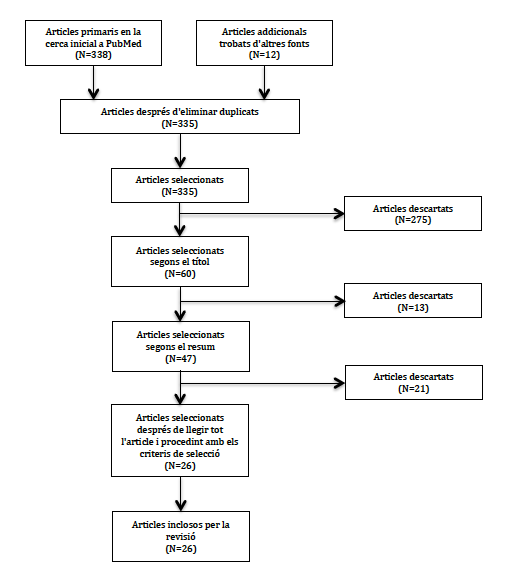 Articles primaris en la
cerca inicial a PubMed
(N=338)
Articles addicionals
trobats d'altres fonts
(N=12)
Articles després d'eliminar duplicats
(N=335)
Articles seleccionats
(N=335)
Articles descartats
(N=275)
Articles seleccionats
segons el títol
(N=60)
Articles descartats
(N=13)
Articles seleccionats
segons el resum
(N=47)
Articles descartats
(N=21)
Articles seleccionats
després de llegir tot
l'article i procedint amb els
criteris de selecció
(N=26)
Articles inclosos per la
revisió
(N=26)